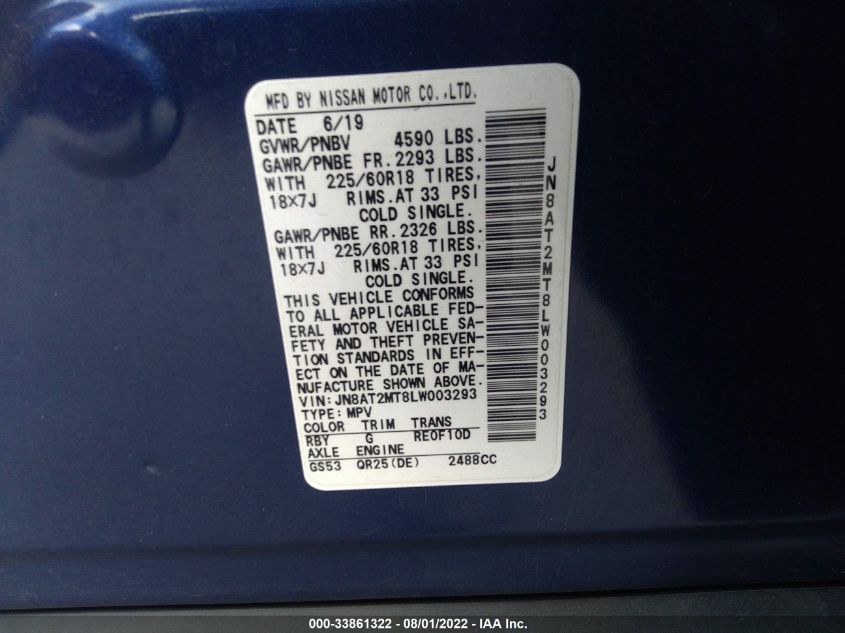 MFD BY NISSAN MOTOR CO.,LTD.
DATE 6/19
GVWR/PNBV 4590 LBS.
GAWR/PNBE FR.2293 LBS.
WITH 225/60R18 TIRES,
18×7J RIMS.AT 33 PSI
COLD SINGLE.
GAWR/PNBE RR.2326 LBS.
WITH 225/60R18 TIRES,
18×7J RIMS.AT 33 PSI
COLD SINGLE.
THIS VEHICLE CONFORMS
TO ALL APPLICABLE FED-
ERAL MOTOR VEHICLE SA-
FETY AND THEFT PREVEN-
TION STANDARDS IN EFF-
ECT ON THE DATE OF MA-
NUFACTURE SHOWN ABOVE.
VIN:JN8AT2MT8LW003293
TYPE:MPV
COLOR TRIM TRANS
RBY G RE0F10D
AXLE ENGINE
GS53 QR25(DE) 2488CC
JN8AT2MT8LW003293
000-33861322 - 08/01/2022 - IAA Inc.